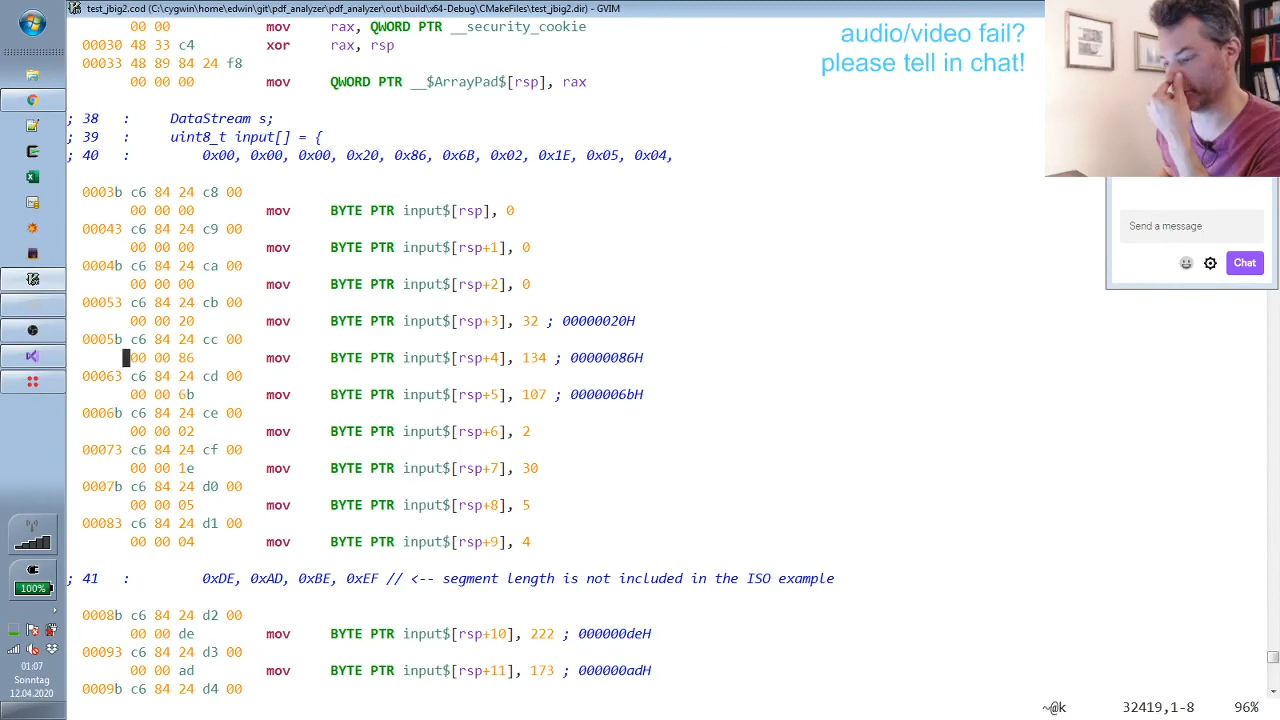 test_jbig2.cod (C:\cygwin\home\edwin\git\pdf_analyzer\pdf_analyzer\out\build\x64-Debug\CMakeFiles\test_jbig2.dir) - GVIM
00 00 mov rax, QWORD PTR __security_cookie
00030 48 33 c4 xor rax, rsp
00033 48 89 84 24 f8
00 00 00 mov QWORD PTR __$ArrayPad$[rsp], rax
; 38 : DataStream s;
; 39 : uint8_t input[] = {
; 40 : 0x00, 0x00, 0x00, 0x20, 0x86, 0x6B, 0x02, 0x1E, 0x05, 0x04,
0003b c6 84 24 c8 00
00 00 00 mov BYTE PTR input$[rsp], 0
00043 c6 84 24 c9 00
00 00 00 mov BYTE PTR input$[rsp+1], 0
0004b c6 84 24 ca 00
00 00 00 mov BYTE PTR input$[rsp+2], 0
00053 c6 84 24 cb 00
00 00 20 mov BYTE PTR input$[rsp+3], 32 ; 00000020H
0005b c6 84 24 cc 00
00 00 86 mov BYTE PTR input$[rsp+4], 134 ; 00000086H
00063 c6 84 24 cd 00
00 00 6b mov BYTE PTR input$[rsp+5], 107 ; 0000006bH
0006b c6 84 24 ce 00
00 00 02 mov BYTE PTR input$[rsp+6], 2
00073 c6 84 24 cf 00
00 00 1e mov BYTE PTR input$[rsp+7], 30
0007b c6 84 24 d0 00
00 00 05 mov BYTE PTR input$[rsp+8], 5
00083 c6 84 24 d1 00
00 00 04 mov BYTE PTR input$[rsp+9], 4
; 41 : 0xDE, 0xAD, 0xBE, 0xEF // <-- segment length is not included in the ISO example
0008b c6 84 24 d2 00
00 00 de mov BYTE PTR input$[rsp+10], 222 ; 000000deH
00093 c6 84 24 d3 00
00 00 ad mov BYTE PTR input$[rsp+11], 173 ; 000000adH
0009b c6 84 24 d4 00
~@k 32419,1-8 96%
audio/video fail?
please tell in chat!
Send a message
Chat
100%
01:07
Sonntag
12.04.2020